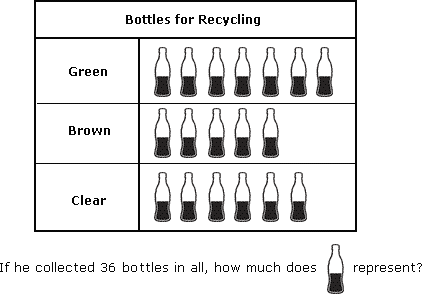 Bottles for Recycling
Green
Brown
Clear
If he collected 36 bottles in all, how much does represent?